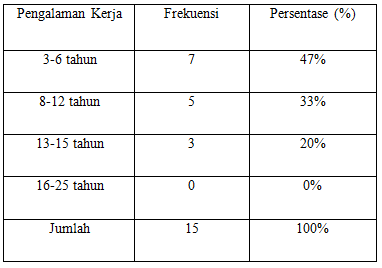 Pengalaman Kerja Frekuensi Persentase (%)
3-6 tahun 7 47%
8-12 tahun 5 33%
13-15 tahun 3 20%
16-25 tahun 0 0%
Jumlah 15 100%